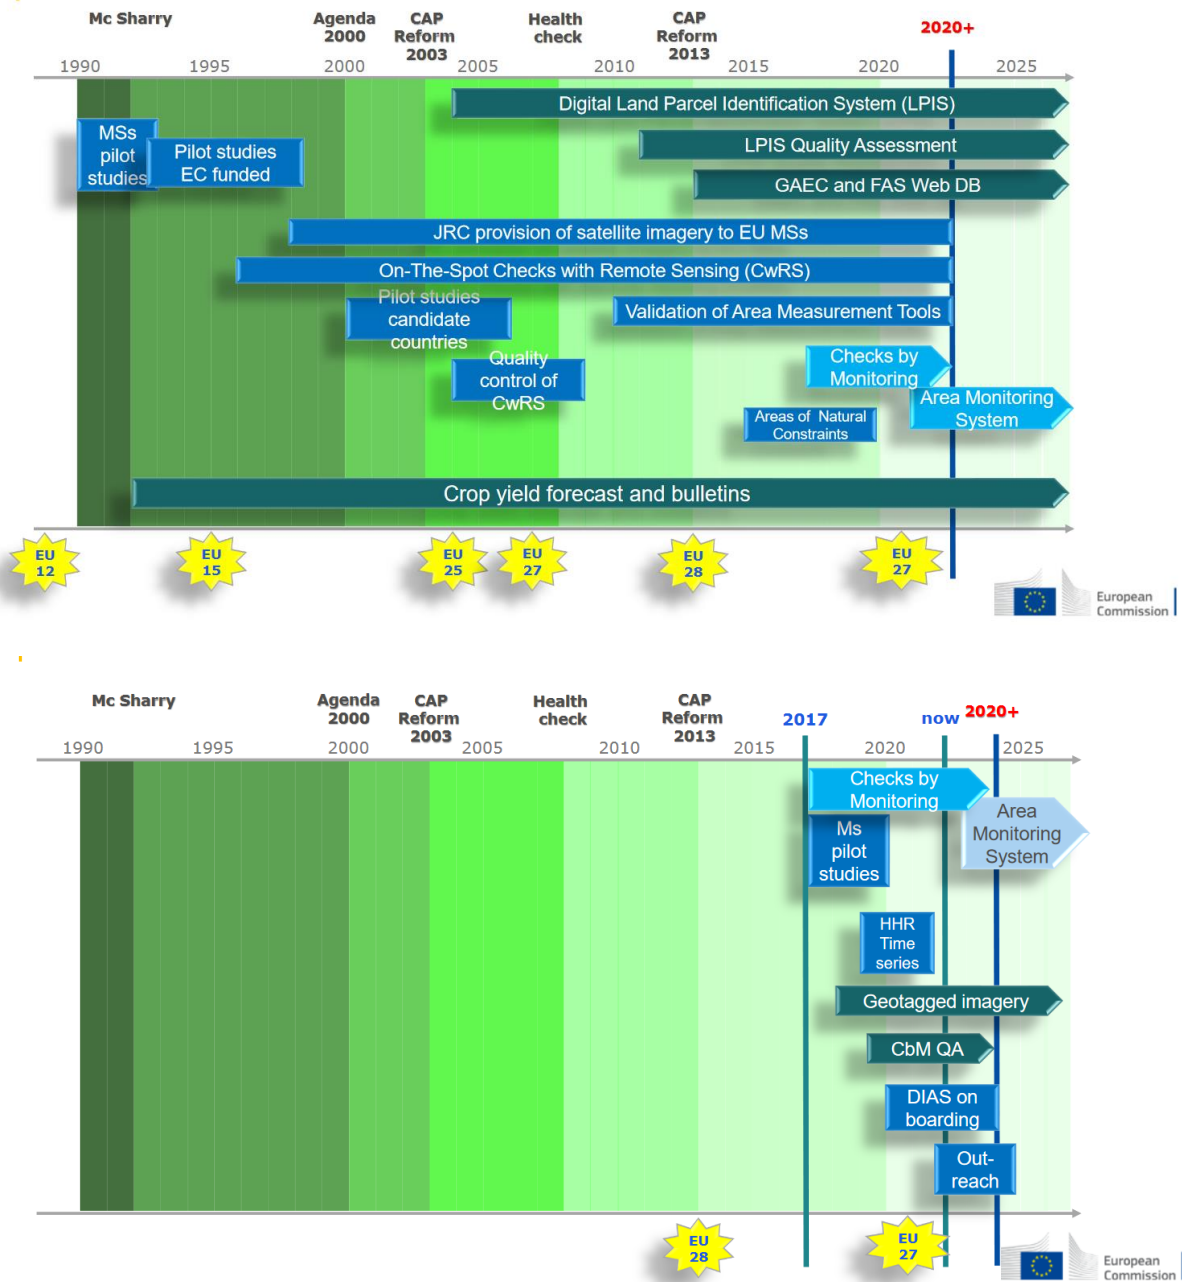 Mc Sharry
Agenda
2000
CAP
Reform
2003
Health
check
CAP
Reform
2013
2020+
1990
1995
2000
2005
2010
2015
2020
2025
Digital Land Parcel Identification System (LPIS)
MSs
pilot
studies
Pilot studies
EC funded
LPIS Quality Assessment
GAEC and FAS Web DB
JRC provision of satellite imagery to EU MSs
On-The-Spot Checks with Remote Sensing (CwRS)
Pilot studies
candidate
countries
Validation of Area Measurement Tools
Quality
control of
CwRS
Checks by
Monitoring
Area Monitoring
System
Areas of Natural
Constraints
Crop yield forecast and bulletins
EU
12
EU
15
EU
25
EU
27
EU
28
EU
27
European
Commission
Mc Sharry
Agenda
2000
CAP
Reform
2003
Health
check
CAP
Reform
2013
2017
now
2020+
1990
1995
2000
2005
2010
2015
2020
2025
Checks by
Monitoring
Area
Monitoring
System
Ms
pilot
studies
HHR
Time
series
Geotagged imagery
CbM QA
DIAS on
boarding
Out-
reach
EU
28
EU
27
European
Commission